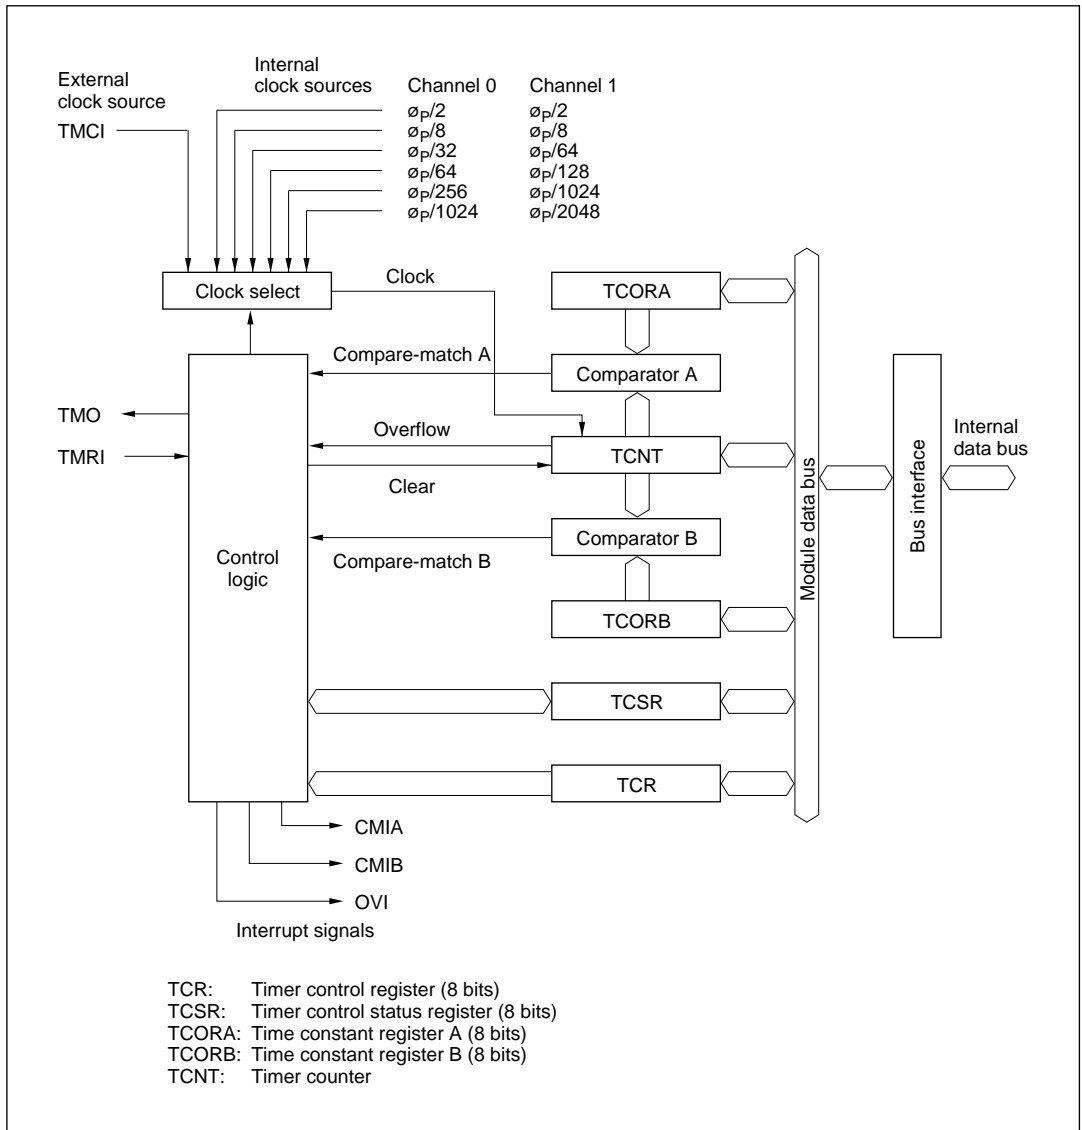 External
clock source
TMCI
Internal
clock sources
Channel 0 Channel 1
øP/2 øP/2
øP/8 øP/8
øP/32 øP/64
øP/64 øP/128
øP/256 øP/1024
øP/1024 øP/2048
Clock select
Clock
TCORA
Compare-match A
Comparator A
TMO
TMRI
Overflow
TCNT
Clear
Control
logic
Compare-match B
Comparator B
TCORB
TCSR
TCR
Module data bus
Bus interface
Internal
data bus
CMIA
CMIB
OVI
Interrupt signals
TCR: Timer control register (8 bits)
TCSR: Timer control status register (8 bits)
TCORA: Time constant register A (8 bits)
TCORB: Time constant register B (8 bits)
TCNT: Timer counter